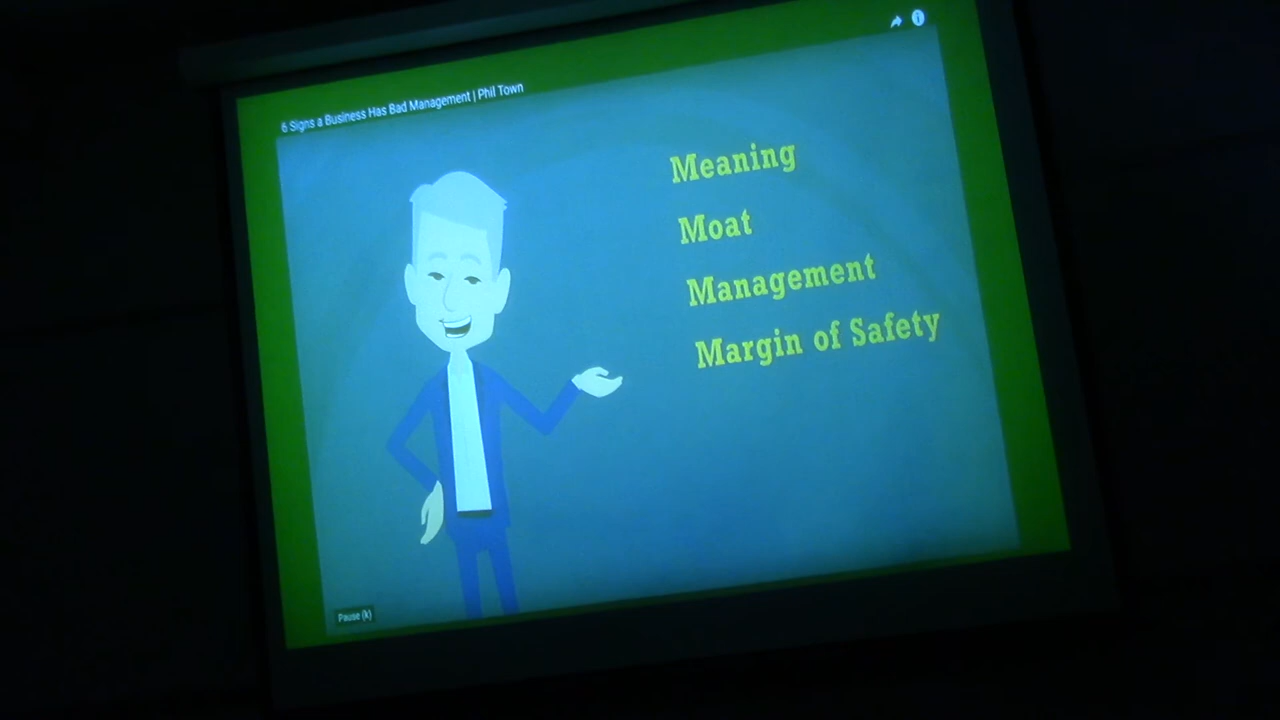 6 Signs a Business Has Bad Management | Phil Town
Meaning
Moat
Management
Margin of Safety
Pause (k)